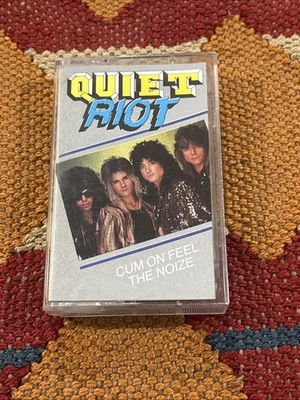 QUIET
RIOT
CUM ON FEEL
THE NOIZE